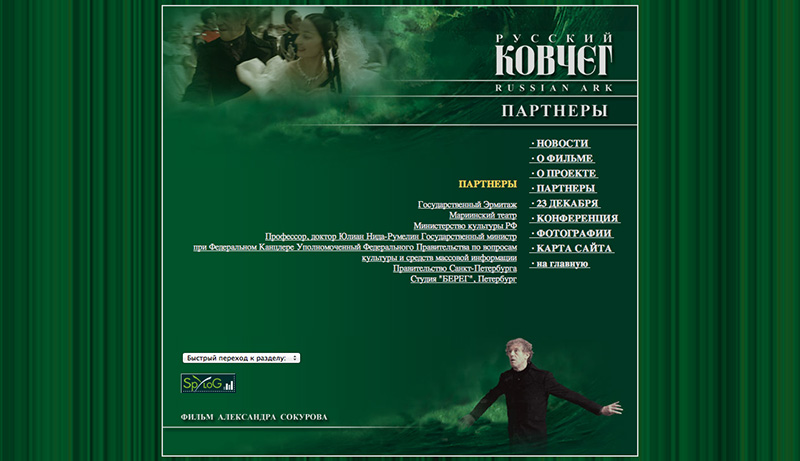 РУССКИЙ
КОВЧЕГ
RUSSIAN ARK
ПАРТНЕРЫ
· НОВОСТИ
· О ФИЛЬМЕ
· О ПРОЕКТЕ
· ПАРТНЕРЫ
· 23 ДЕКАБРЯ
· КОНФЕРЕНЦИЯ
· ФОТОГРАФИИ
· КАРТА САЙТА
· на главную
ПАРТНЕРЫ
Государственный Эрмитаж
Мариинский театр
Министерство культуры РФ
Профессор, доктор Юлиан Нида-Румелин Государственный министр
при Федеральном Канцлере Уполномоченный Федерального Правительства по вопросам
культуры и средств массовой информации
Правительство Санкт-Петербурга
Студия "БЕРЕГ", Петербург
Быстрый переход к разделу:
SpyLOG
ФИЛЬМ АЛЕКСАНДРА СОКУРОВА